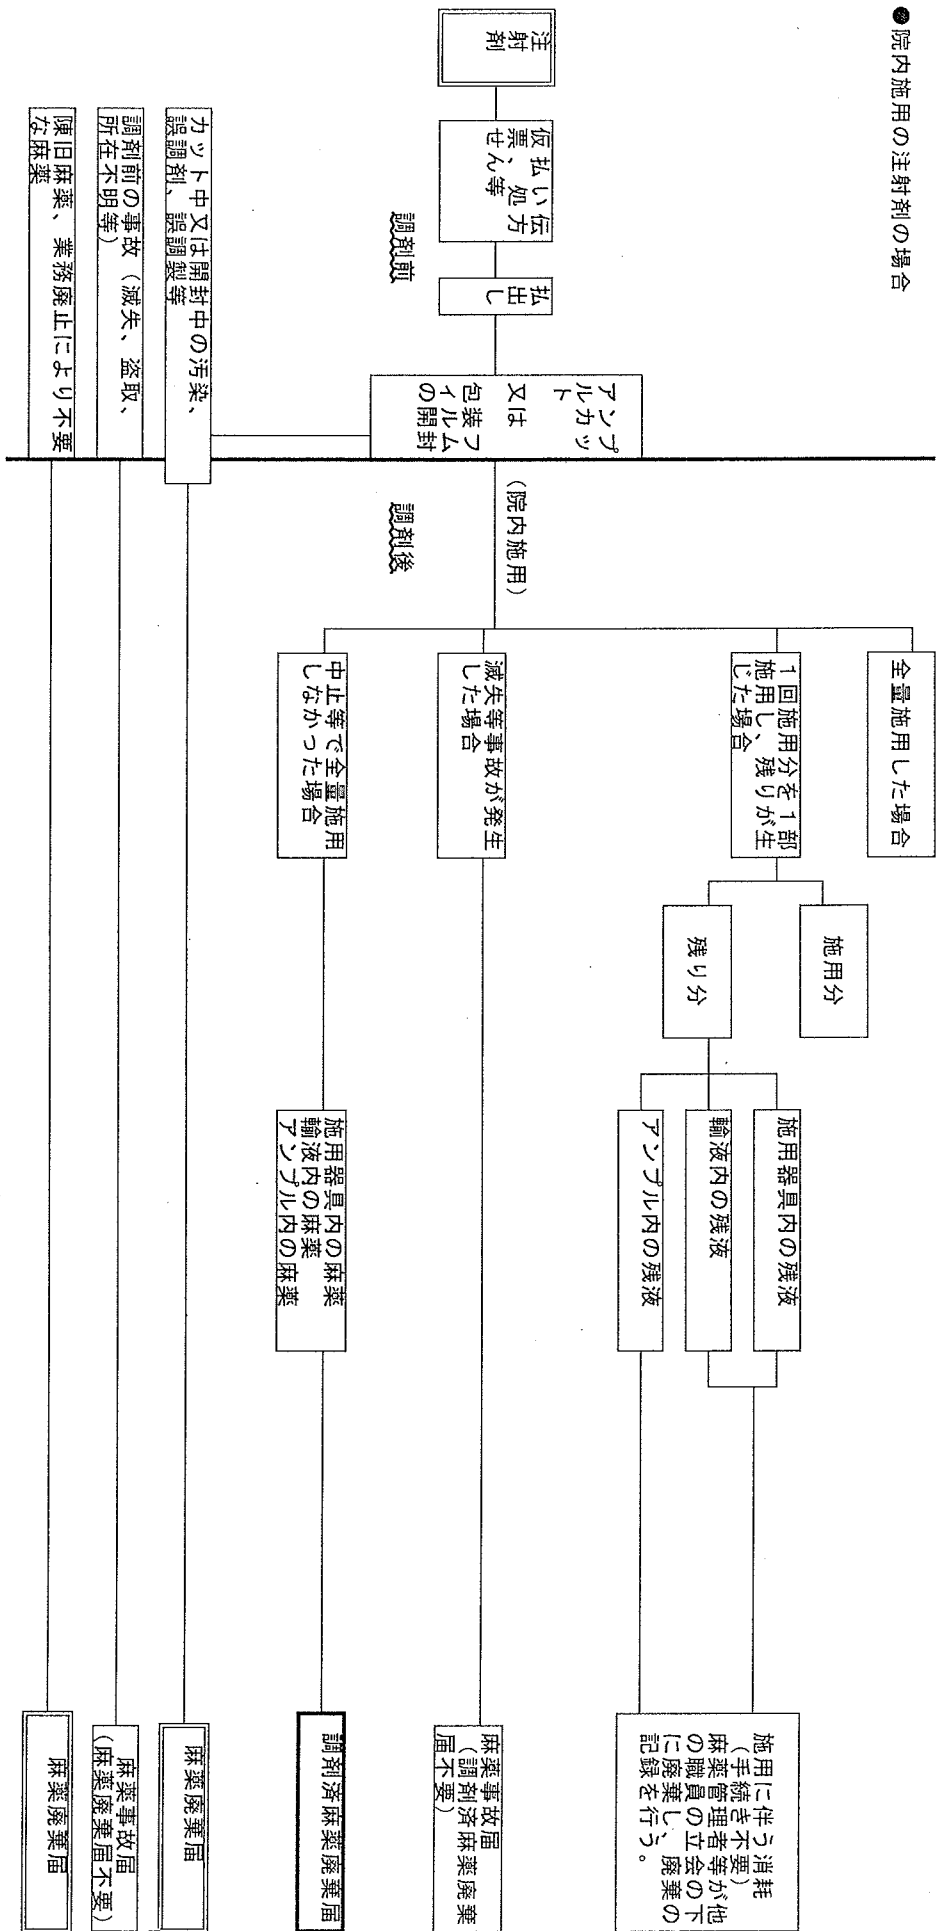 ●院内施用の注射剤の場合
注射
剤
仮払い伝
票、処方
せん等
払出
し
アンプ
ルカッ
ト
又は
包装フ
ィルム
の開封
調剤前
(院内施用)
調剤後
全量施用した場合
1回施用分を1部
施用し、残りが生
じた場合
施用分
残り分
施用器具内の残液
輸液内の残液
アンプル内の残液
施用に伴う消耗
(手続き不要)
麻薬管理者等が他
の職員の立会の下
に廃棄し、廃棄の
記録を行う。
滅失等事故が発生
した場合
麻薬事故届
(調剤済麻薬廃棄
届不要)
中止等で全量施用
しなかった場合
施用器具内の麻薬
輸液内の麻薬
アンプル内の麻薬
調剤済麻薬廃棄届
カット中又は開封中の汚染、
誤調剤、誤調製等
麻薬廃棄届
調剤前の事故(滅失、盗取、
所在不明等)
麻薬事故届
(麻薬廃棄届不要)
陳旧麻薬、業務廃止により不要
な麻薬
麻薬廃棄届